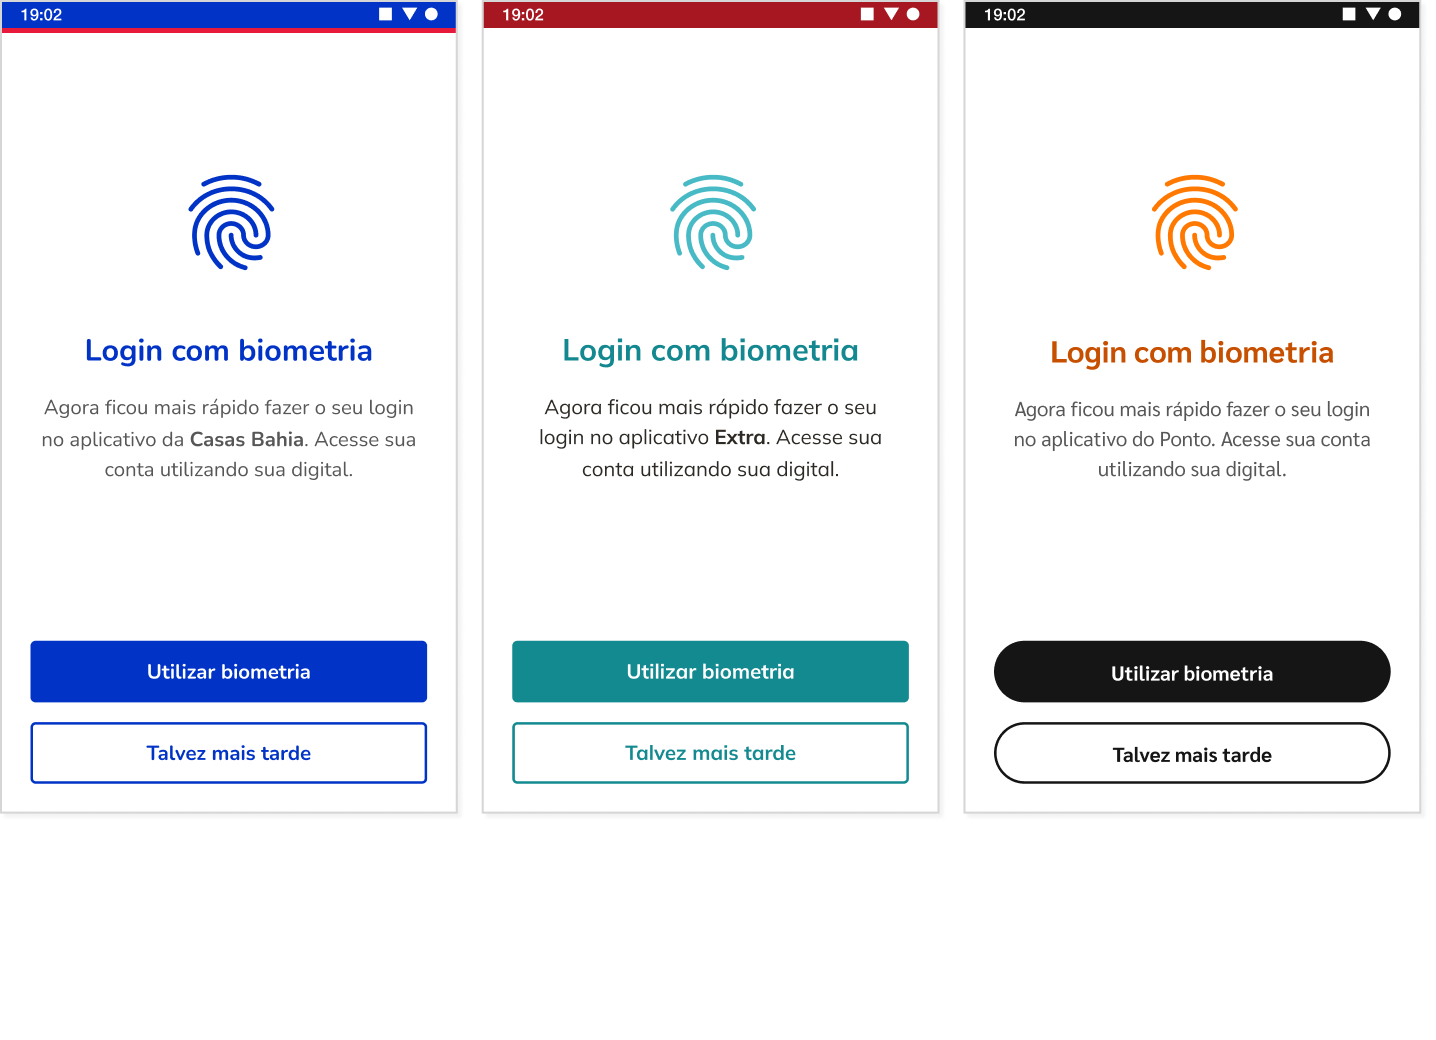 19:02
Login com biometria
Agora ficou mais rápido fazer o seu login
no aplicativo da Casas Bahia. Acesse sua
conta utilizando sua digital.
Utilizar biometria
Talvez mais tarde
19:02
Login com biometria
Agora ficou mais rápido fazer o seu
login no aplicativo Extra. Acesse sua
conta utilizando sua digital.
Utilizar biometria
Talvez mais tarde
19:02
Login com biometria
Agora ficou mais rápido fazer o seu login
no aplicativo do Ponto. Acesse sua conta
utilizando sua digital.
Utilizar biometria
Talvez mais tarde